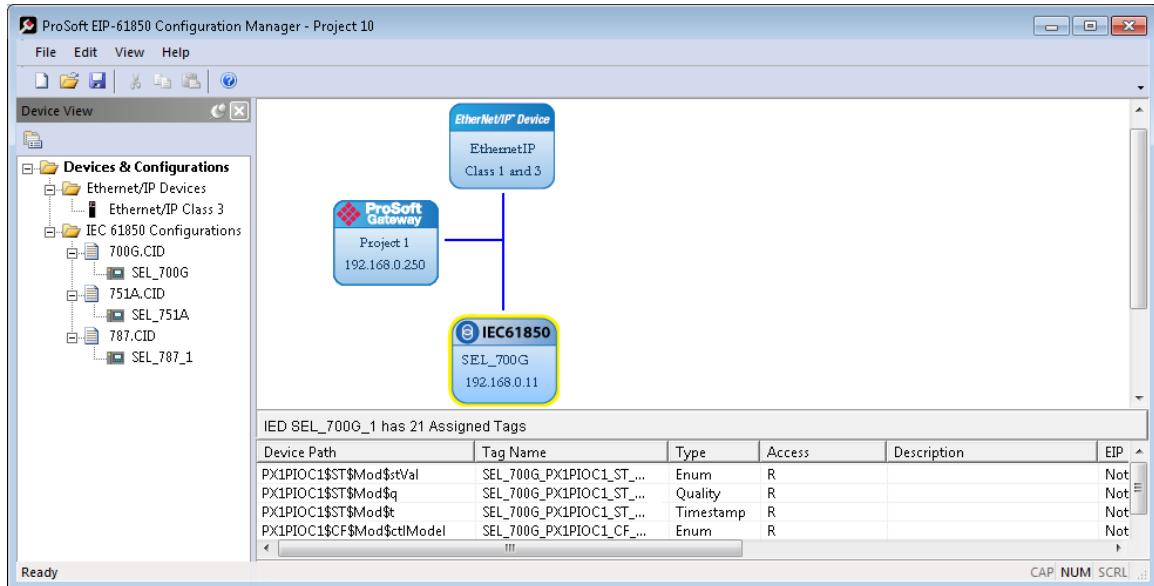 ProSoft EIP-61850 Configuration Manager - Project 10
File Edit View Help
Device View
Devices & Configurations
Ethernet/IP Devices
Ethernet/IP Class 3
IEC 61850 Configurations
700G.CID
SEL_700G
751A.CID
SEL_751A
787.CID
SEL_787_1
EtherNet/IP™ Device
EthernetIP
Class 1 and 3
ProSoft
Gateway
Project 1
192.168.0.250
IEC61850
SEL_700G
192.168.0.11
IED SEL_700G_1 has 21 Assigned Tags
Device Path Tag Name Type Access Description EIP
PX1PIOC1$ST$Mod$stVal SEL_700G_PX1PIOC1_ST_... Enum R Not
PX1PIOC1$ST$Mod$q SEL_700G_PX1PIOC1_ST_... Quality R Not
PX1PIOC1$ST$Mod$t SEL_700G_PX1PIOC1_ST_... Timestamp R Not
PX1PIOC1$CF$Mod$ctlModel SEL_700G_PX1PIOC1_CF_... Enum R Not
Ready CAP NUM SCRL